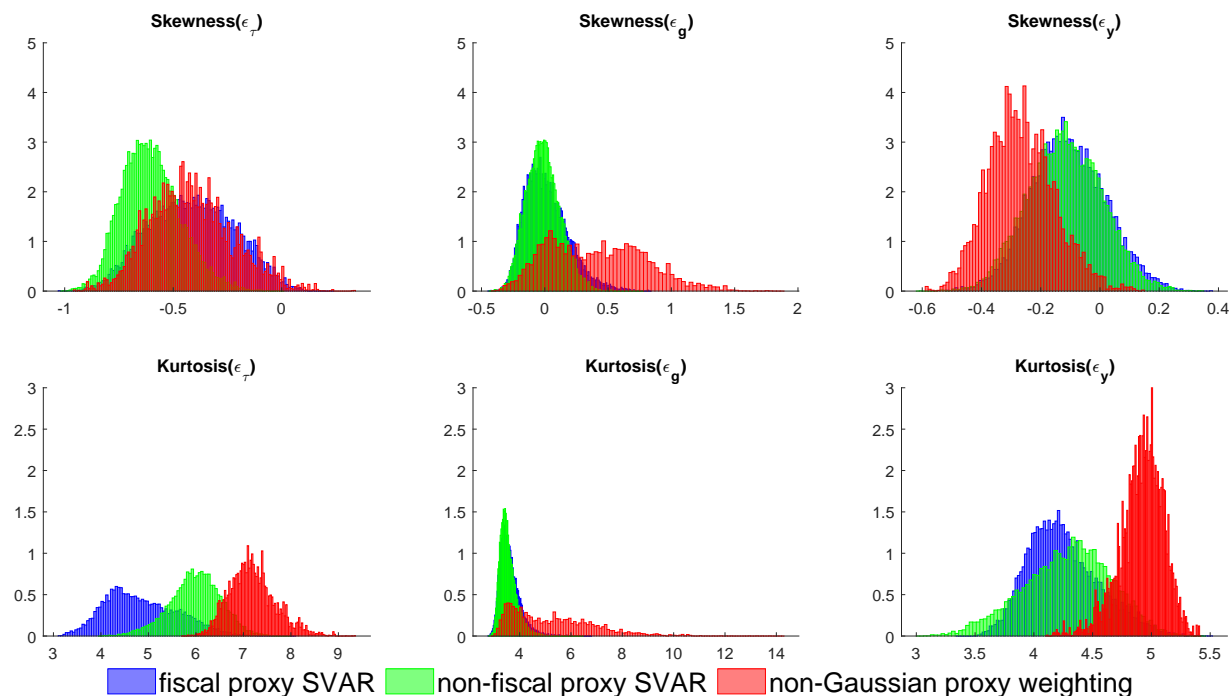 Skewness(ϵτ) Skewness(ϵg) Skewness(ϵy)
5 5 5
4 4 4
3 3 3
2 2 2
1 1 1
0 0 0
-1 -0.5 0 -0.5 0 0.5 1 1.5 2 -0.6 -0.4 -0.2 0 0.2 0.4
Kurtosis(ϵτ) Kurtosis(ϵg) Kurtosis(ϵy)
3 3 3
2.5 2.5 2.5
2 2 2
1.5 1.5 1.5
1 1 1
0.5 0.5 0.5
0 0 0
3 4 5 6 7 8 9 4 6 8 10 12 14 3 3.5 4 4.5 5 5.5
fiscal proxy SVAR non-fiscal proxy SVAR non-Gaussian proxy weighting